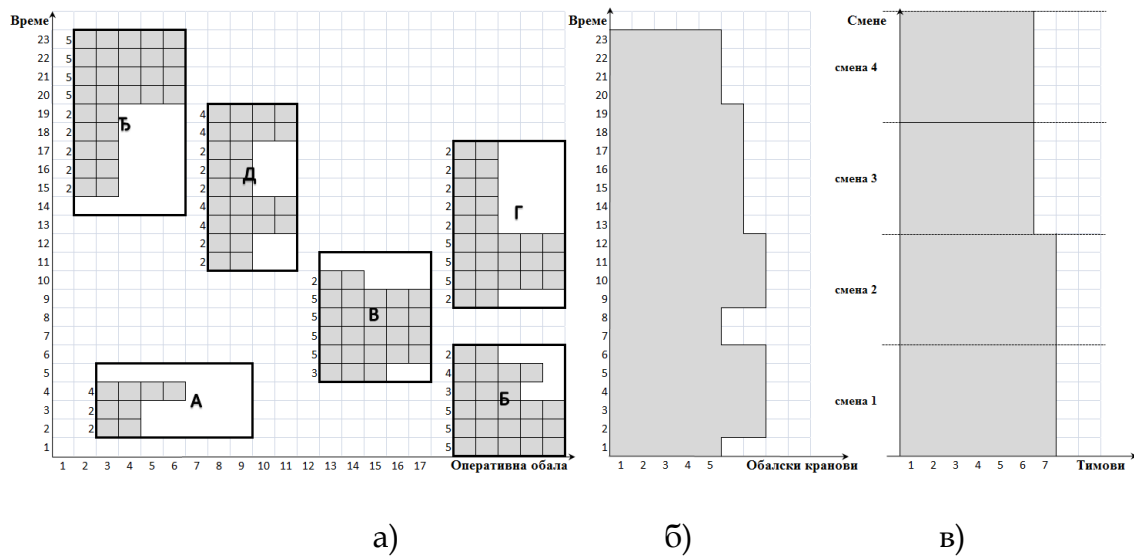 Време
23 5
22 5
21 5
20 5
19 2 4
18 2 Ђ 4
17 2 2 2
16 2 2 Д 2
15 2 2 2
14 4 2 Г
13 4 2
12 2 5
11 2 5
10 2 5
9 5 2
8 5 В
7 5
6 5 2
5 3 4
4 4 А 3 Б
3 2 5
2 2 5
1 5
1 2 3 4 5 6 7 8 9 10 11 12 13 14 15 16 17 Оперативна обала
а)
Време
23
22
21
20
19
18
17
16
15
14
13
12
11
10
9
8
7
6
5
4
3
2
1
1 2 3 4 5 Обалски кранови
б)
Смене
смена 4
смена 3
смена 2
смена 1
1 2 3 4 5 6 7 Тимови
в)